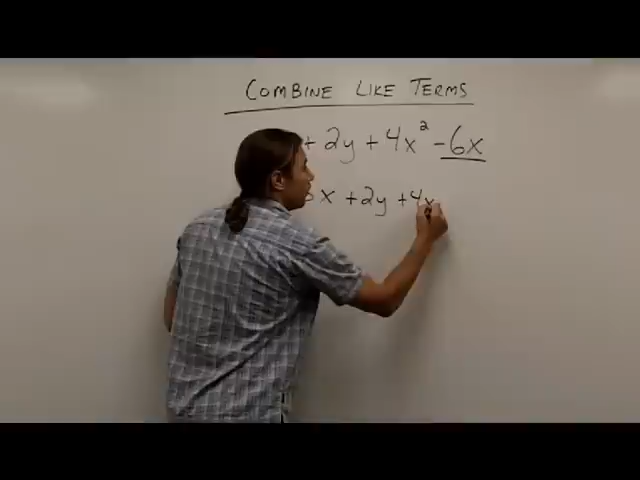 COMBINE LIKE TERMS
+ 2y + 4x² - 6x
x + 2y + 4x